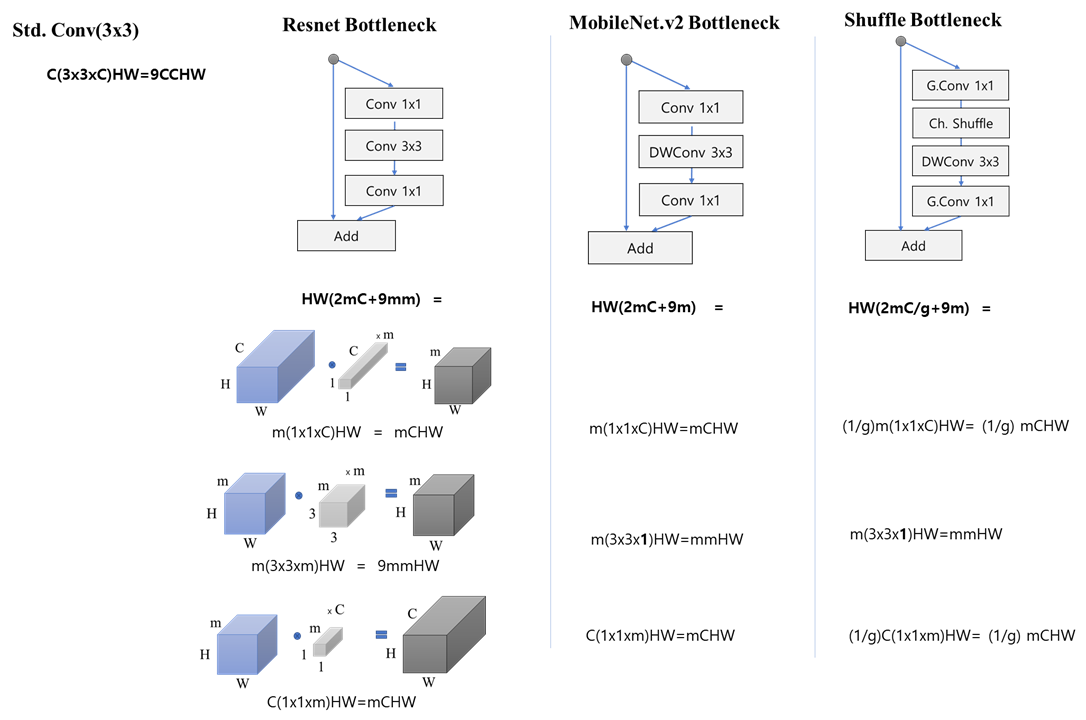 Std. Conv(3x3)
C(3x3xC)HW=9CCHW
Resnet Bottleneck
Conv 1x1
Conv 3x3
Conv 1x1
Add
HW(2mC+9mm) =
C
H
W
C
x m
1
1
m
H
W
m(1x1xC)HW = mCHW
m
H
W
m
x m
3
3
m
H
W
m(3x3xm)HW = 9mmHW
m
H
W
m
x C
1
1
C
H
W
C(1x1xm)HW=mCHW
MobileNet.v2 Bottleneck
Conv 1x1
DWConv 3x3
Conv 1x1
Add
HW(2mC+9m) =
m(1x1xC)HW=mCHW
m(3x3x1)HW=mmHW
C(1x1xm)HW=mCHW
Shuffle Bottleneck
G.Conv 1x1
Ch. Shuffle
DWConv 3x3
G.Conv 1x1
Add
HW(2mC/g+9m) =
(1/g)m(1x1xC)HW= (1/g) mCHW
m(3x3x1)HW=mmHW
(1/g)C(1x1xm)HW= (1/g) mCHW